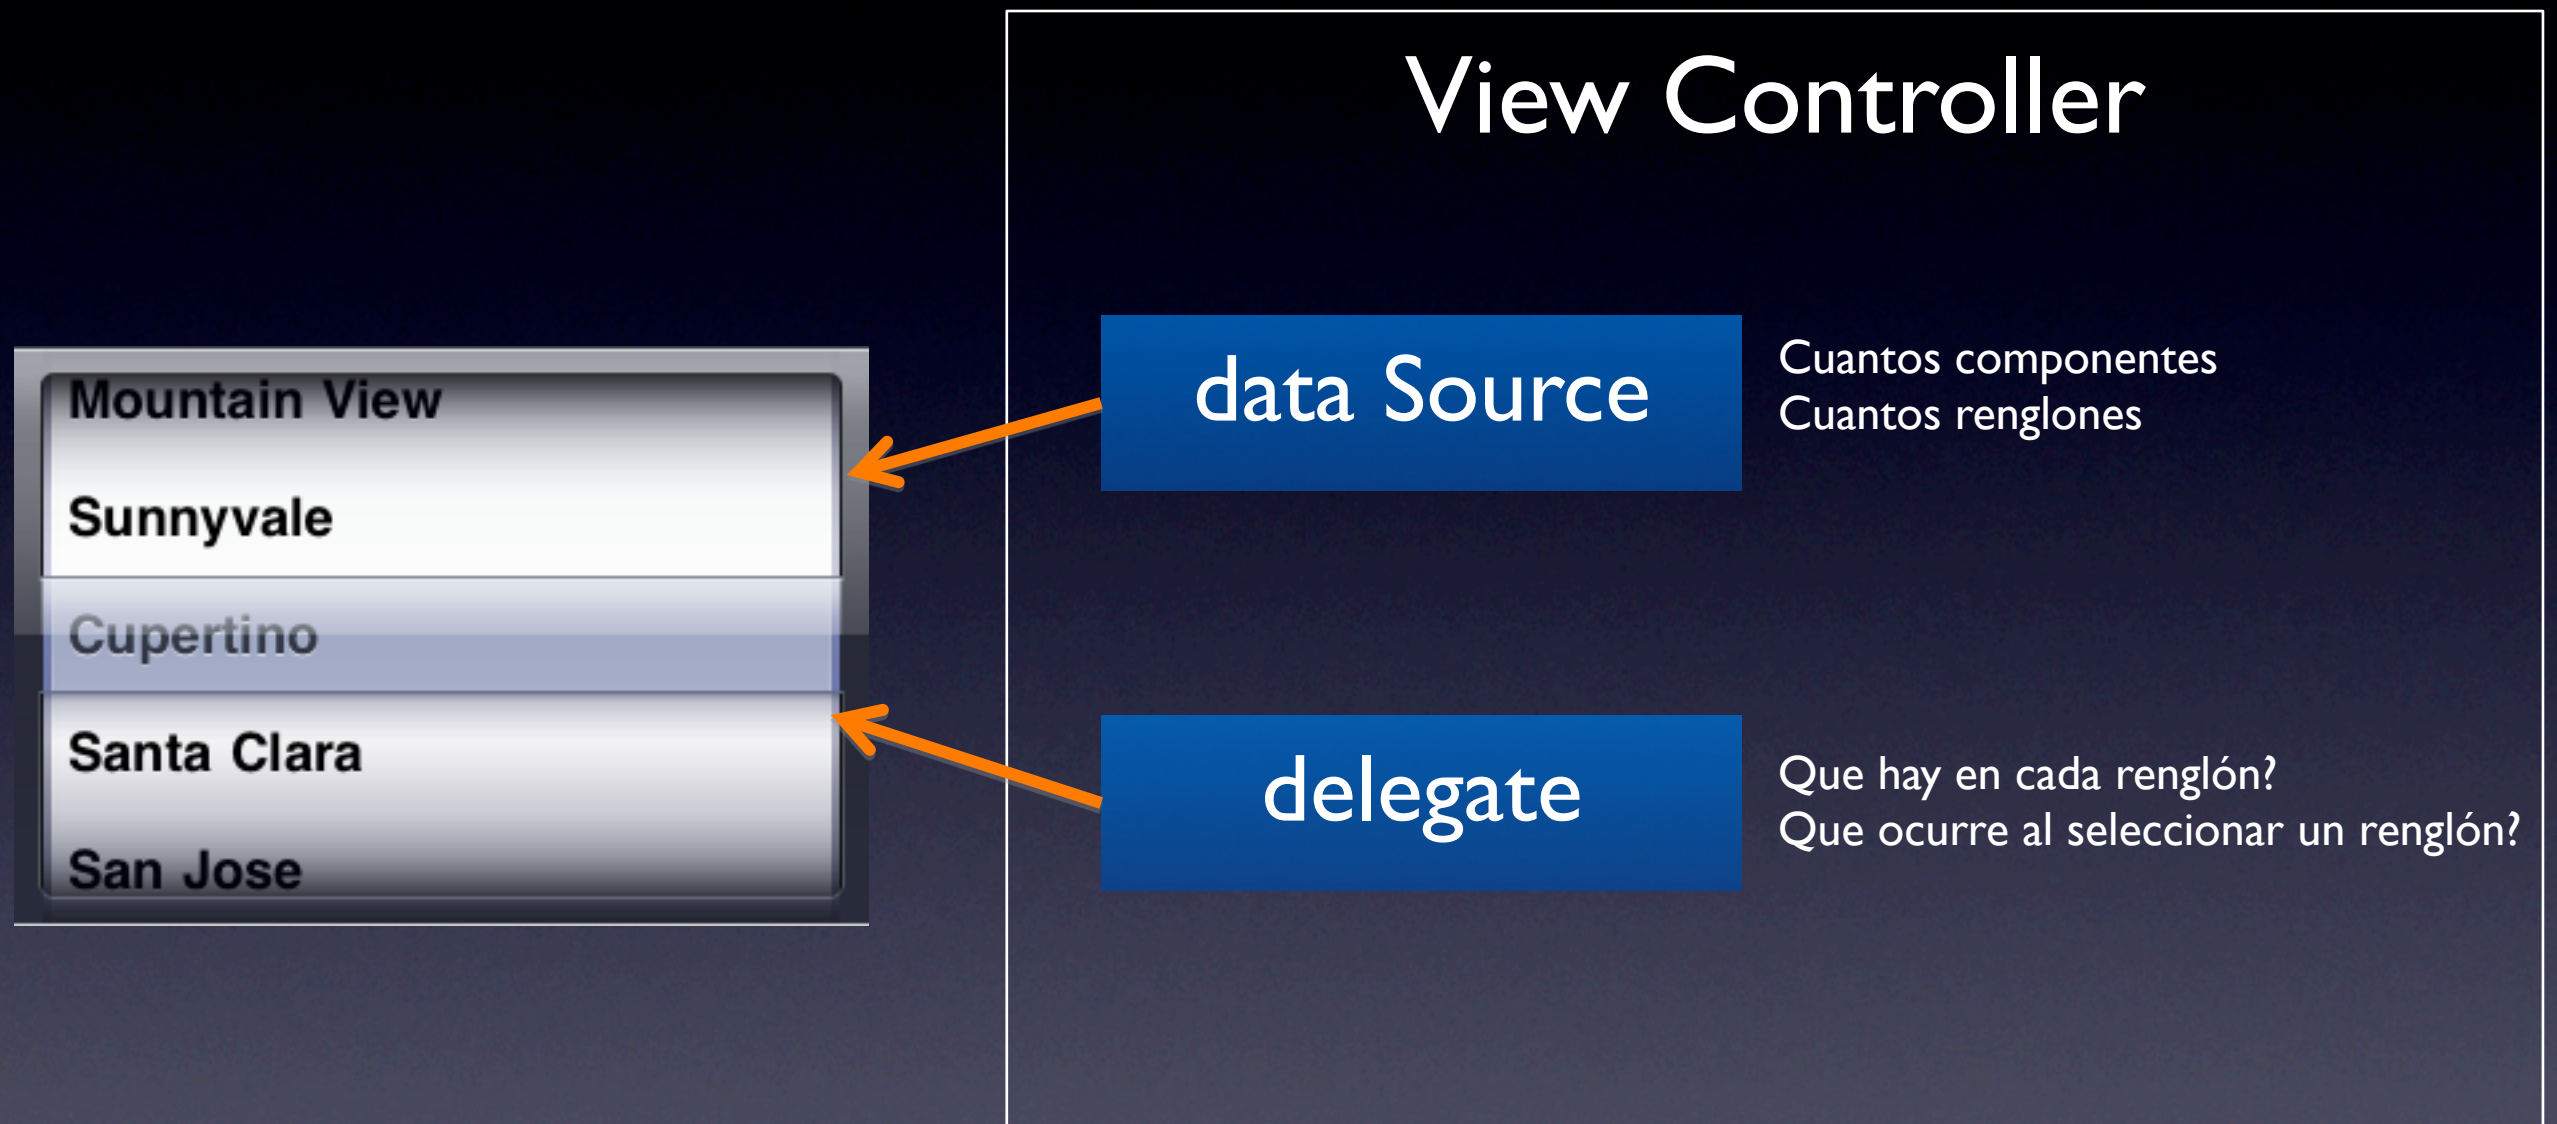 View Controller
Mountain View
Sunnyvale
Cupertino
Santa Clara
San Jose
data Source
Cuantos componentes
Cuantos renglones
delegate
Que hay en cada renglón?
Que ocurre al seleccionar un renglón?